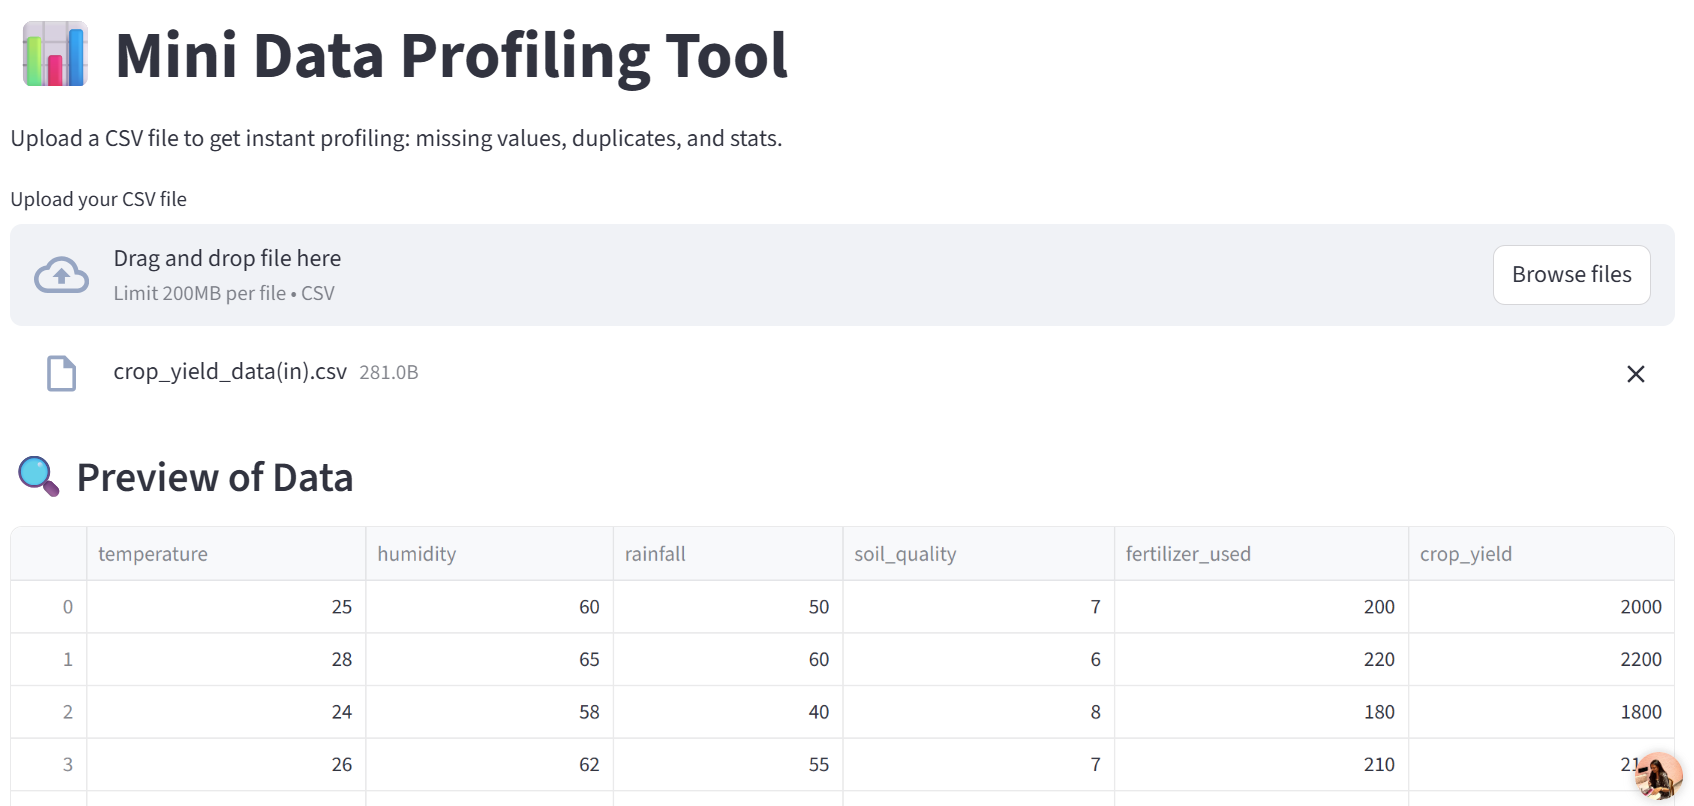 Mini Data Profiling Tool
Upload a CSV file to get instant profiling: missing values, duplicates, and stats.
Upload your CSV file
Drag and drop file here
Limit 200MB per file • CSV
Browse files
crop_yield_data(in).csv 281.0B
Preview of Data
temperature humidity rainfall soil_quality fertilizer_used crop_yield
0 25 60 50 7 200 2000
1 28 65 60 6 220 2200
2 24 58 40 8 180 1800
3 26 62 55 7 210